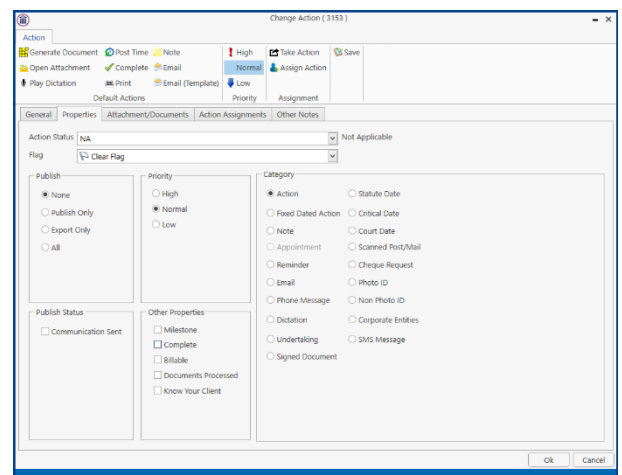 Change Action ( 3153 )
Action
Generate Document Post Time Note High Take Action Save
Open Attachment Complete Email Normal Assign Action
Play Dictation Print Email (Template) Low
Default Actions Priority Assignment
General Properties Attachment/Documents Action Assignments Other Notes
Action Status NA Not Applicable
Flag Clear Flag
Publish Priority Category
None High Action Statute Date
Publish Only Normal Fixed Dated Action Critical Date
Export Only Low Note Court Date
All Appointment Scanned Post/Mail
Reminder Cheque Request
Email Photo ID
Phone Message Non Photo ID
Publish Status Other Properties
Communication Sent Milestone Dictation Corporate Entities
Complete Undertaking SMS Message
Billable Signed Document
Documents Processed
Know Your Client
Ok Cancel